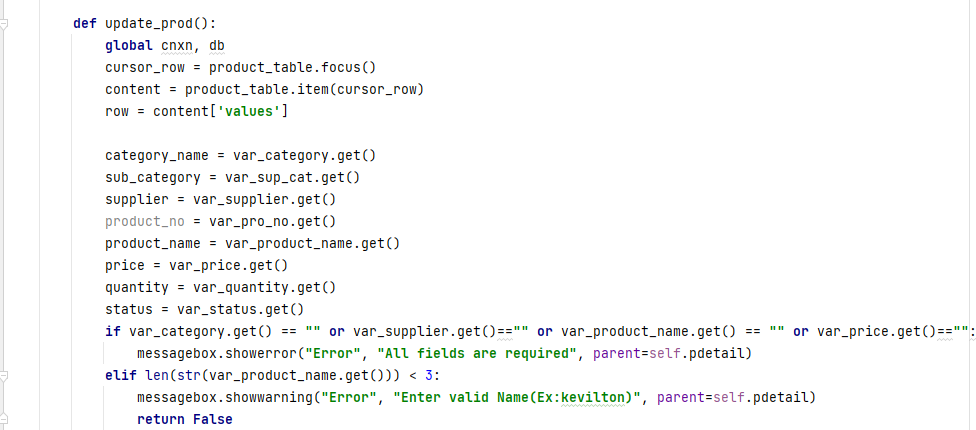 def update_prod():
    global cnxn, db
    cursor_row = product_table.focus()
    content = product_table.item(cursor_row)
    row = content['values']

    category_name = var_category.get()
    sub_category = var_sup_cat.get()
    supplier = var_supplier.get()
    product_no = var_pro_no.get()
    product_name = var_product_name.get()
    price = var_price.get()
    quantity = var_quantity.get()
    status = var_status.get()
    if var_category.get() == "" or var_supplier.get()=="" or var_product_name.get() == "" or var_price.get()=="":
        messagebox.showerror("Error", "All fields are required", parent=self.pdetail)
    elif len(str(var_product_name.get())) < 3:
        messagebox.showwarning("Error", "Enter valid Name(Ex:kevilton)", parent=self.pdetail)
        return False